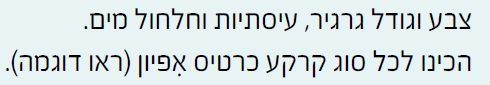 צבע וגודל גרגיר, עיסתיות וחלחול מים.
הכינו לכל סוג קרקע כרטיס אִפיון (ראו דוגמה).